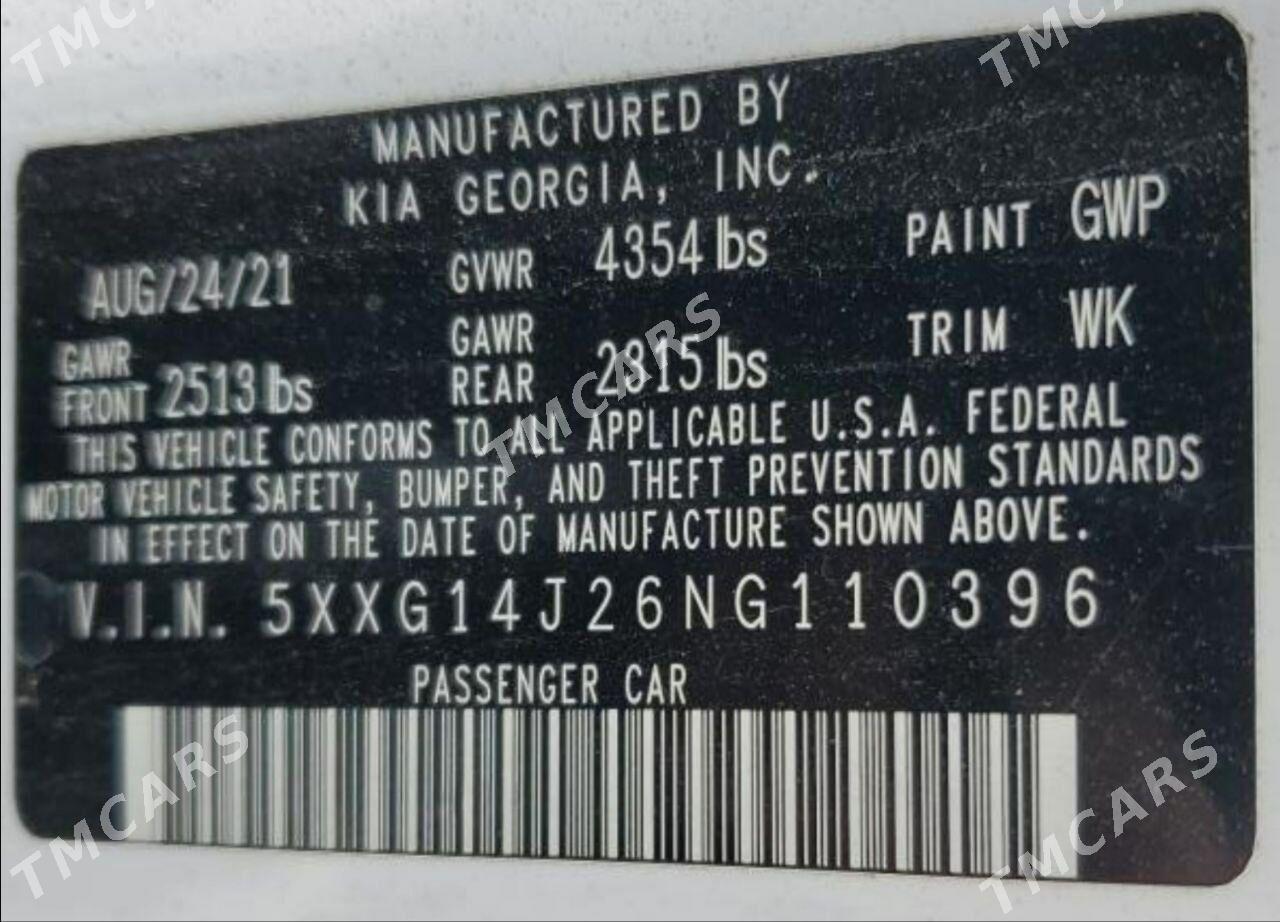 MANUFACTURED BY
KIA GEORGIA, INC.
AUG/24/21 GVWR 4354 lbs PAINT GWP
GAWR FRONT 2513 lbs GAWR REAR 2315 lbs TRIM WK
THIS VEHICLE CONFORMS TO ALL APPLICABLE U.S.A. FEDERAL
MOTOR VEHICLE SAFETY, BUMPER, AND THEFT PREVENTION STANDARDS
IN EFFECT ON THE DATE OF MANUFACTURE SHOWN ABOVE.
V.I.N. 5XXG14J26NG110396
PASSENGER CAR
TMCARS
TMCARS
TMCARS
TMCARS
TMCARS